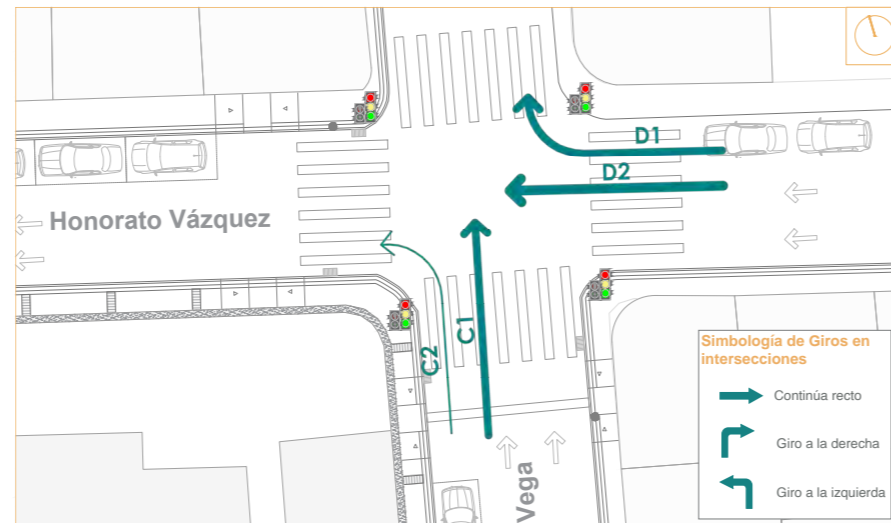 D1
D2
Honorato Vázquez
C1
C2
Vega
Simbología de Giros en
intersecciones
Continúa recto
Giro a la derecha
Giro a la izquierda